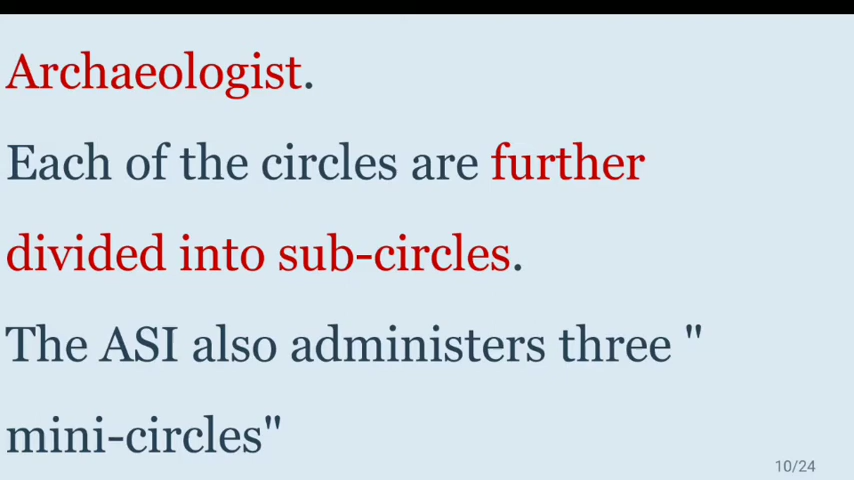 Archaeologist.
Each of the circles are further
divided into sub-circles.
The ASI also administers three "
mini-circles"
10/24